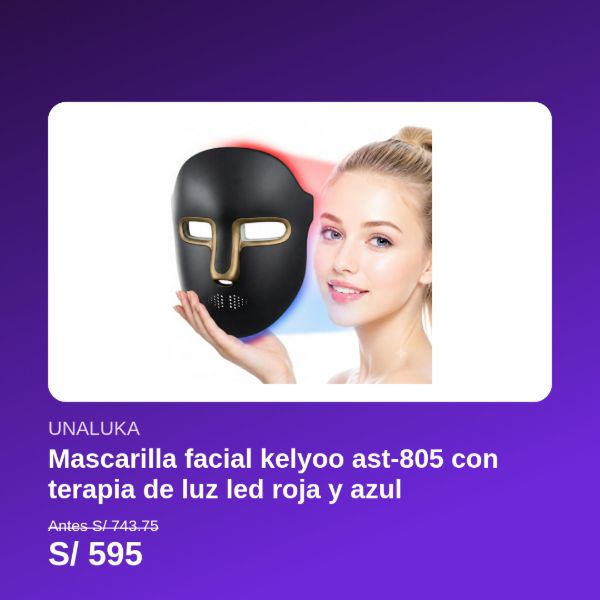 UNALUKA
Mascarilla facial kelyoo ast-805 con
terapia de luz led roja y azul
Antes S/ 743.75
S/ 595